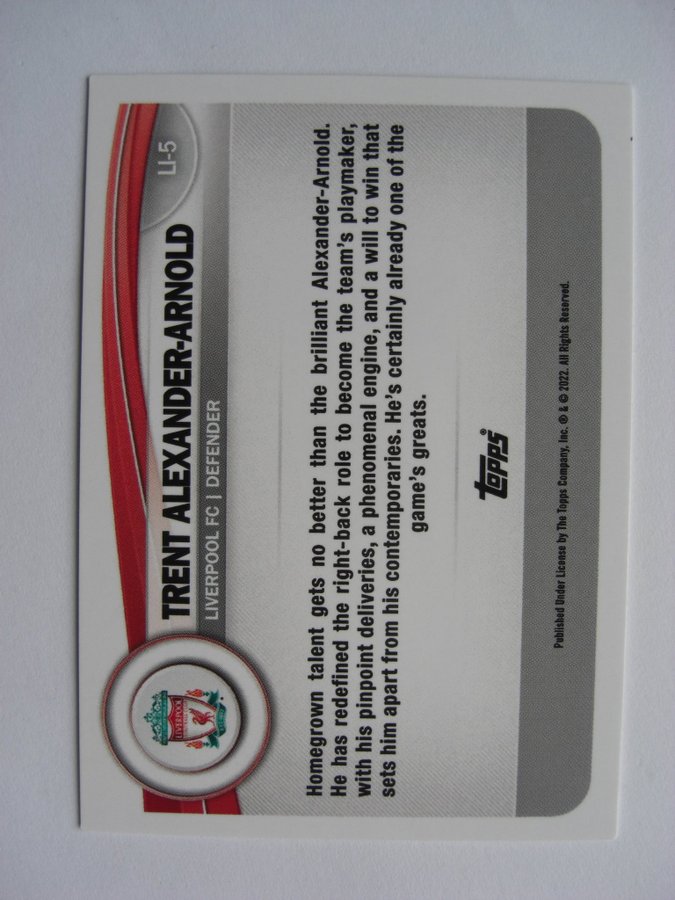 LI-5
TRENT ALEXANDER-ARNOLD
LIVERPOOL FC | DEFENDER
LIVERPOOL
Homegrown talent gets no better than the brilliant Alexander-Arnold.
He has redefined the right-back role to become the team's playmaker,
with his pinpoint deliveries, a phenomenal engine, and a will to win that
sets him apart from his contemporaries. He's certainly already one of the
game's greats.
topps®
Published Under License by The Topps Company, Inc. ® & © 2022. All Rights Reserved.